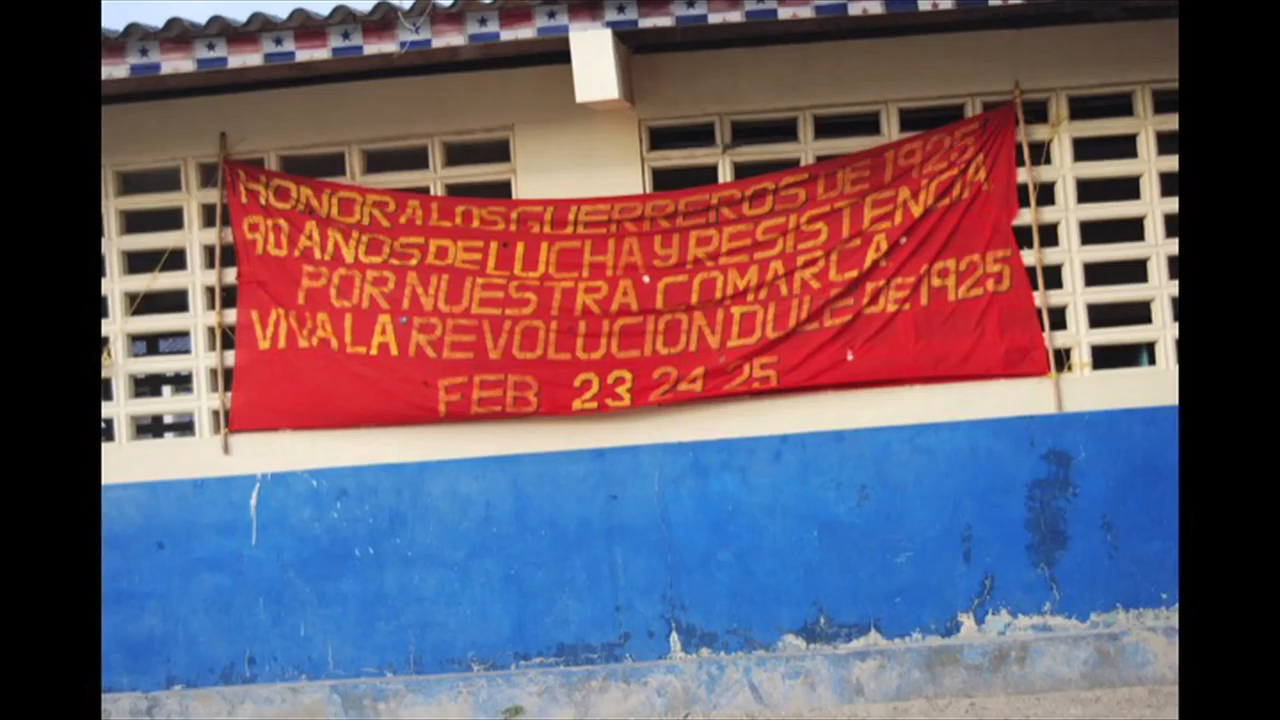 HONOR A LOS GUERREROS DE 1925
90 ANOS DE LUCHA Y RESISTENCIA
POR NUESTRA COMARCA
VIVA LA REVOLUCION DULE DE 1925
FEB 23 24 25